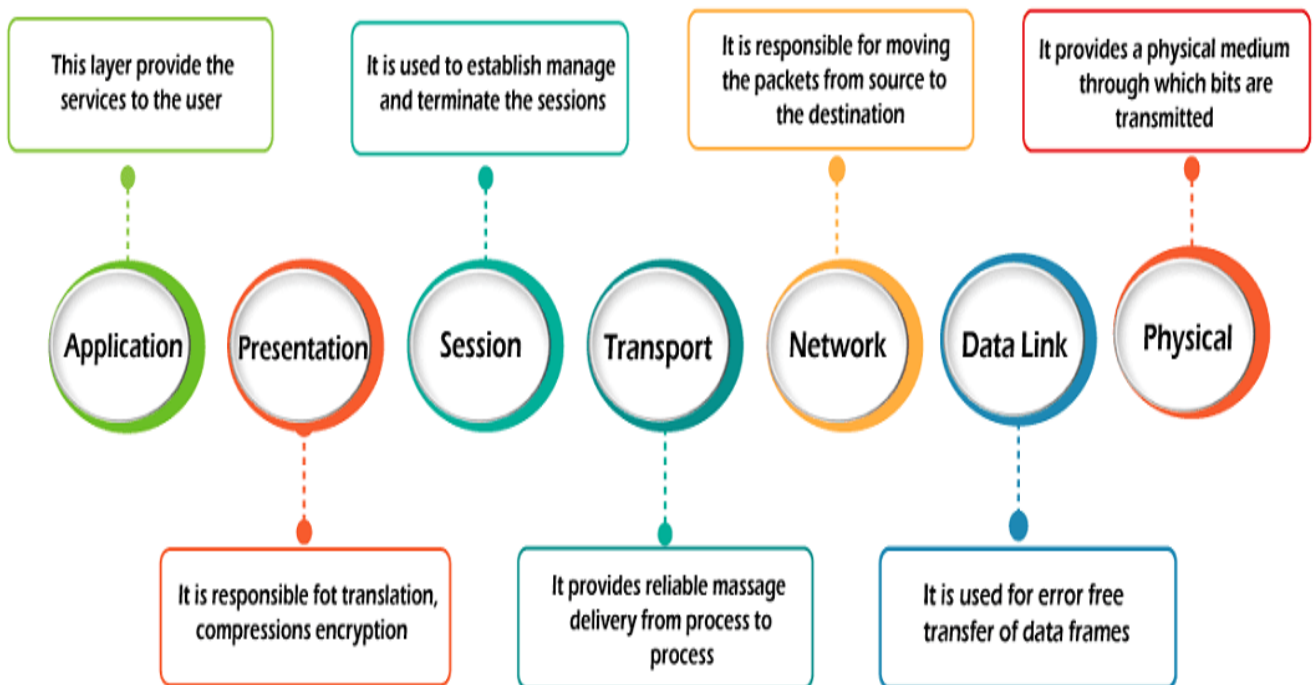 This layer provide the
services to the user
It is used to establish manage
and terminate the sessions
It is responsible for moving
the packets from source to
the destination
It provides a physical medium
through which bits are
transmitted
Application
Presentation
Session
Transport
Network
Data Link
Physical
It is responsible fot translation,
compressions encryption
It provides reliable massage
delivery from process to
process
It is used for error free
transfer of data frames